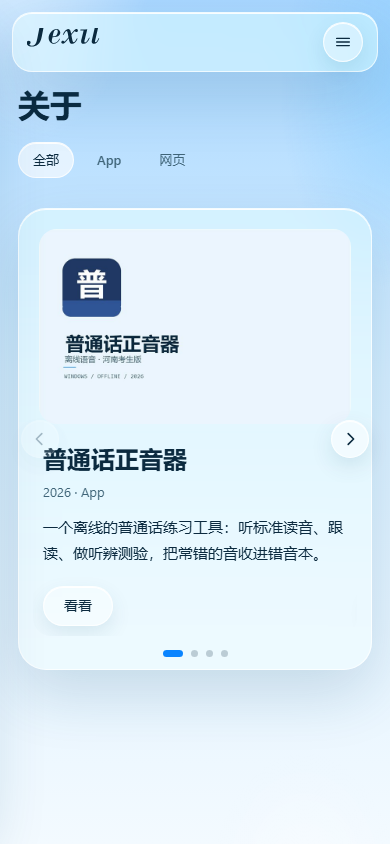 Jexu
关于
全部 App 网页
普
普通话正音器
离线语音 · 河南考生版
WINDOWS / OFFLINE / 2026
普通话正音器
2026 · App
一个离线的普通话练习工具：听标准读音、跟
读、做听辨测验，把常错的音收进错音本。
看看